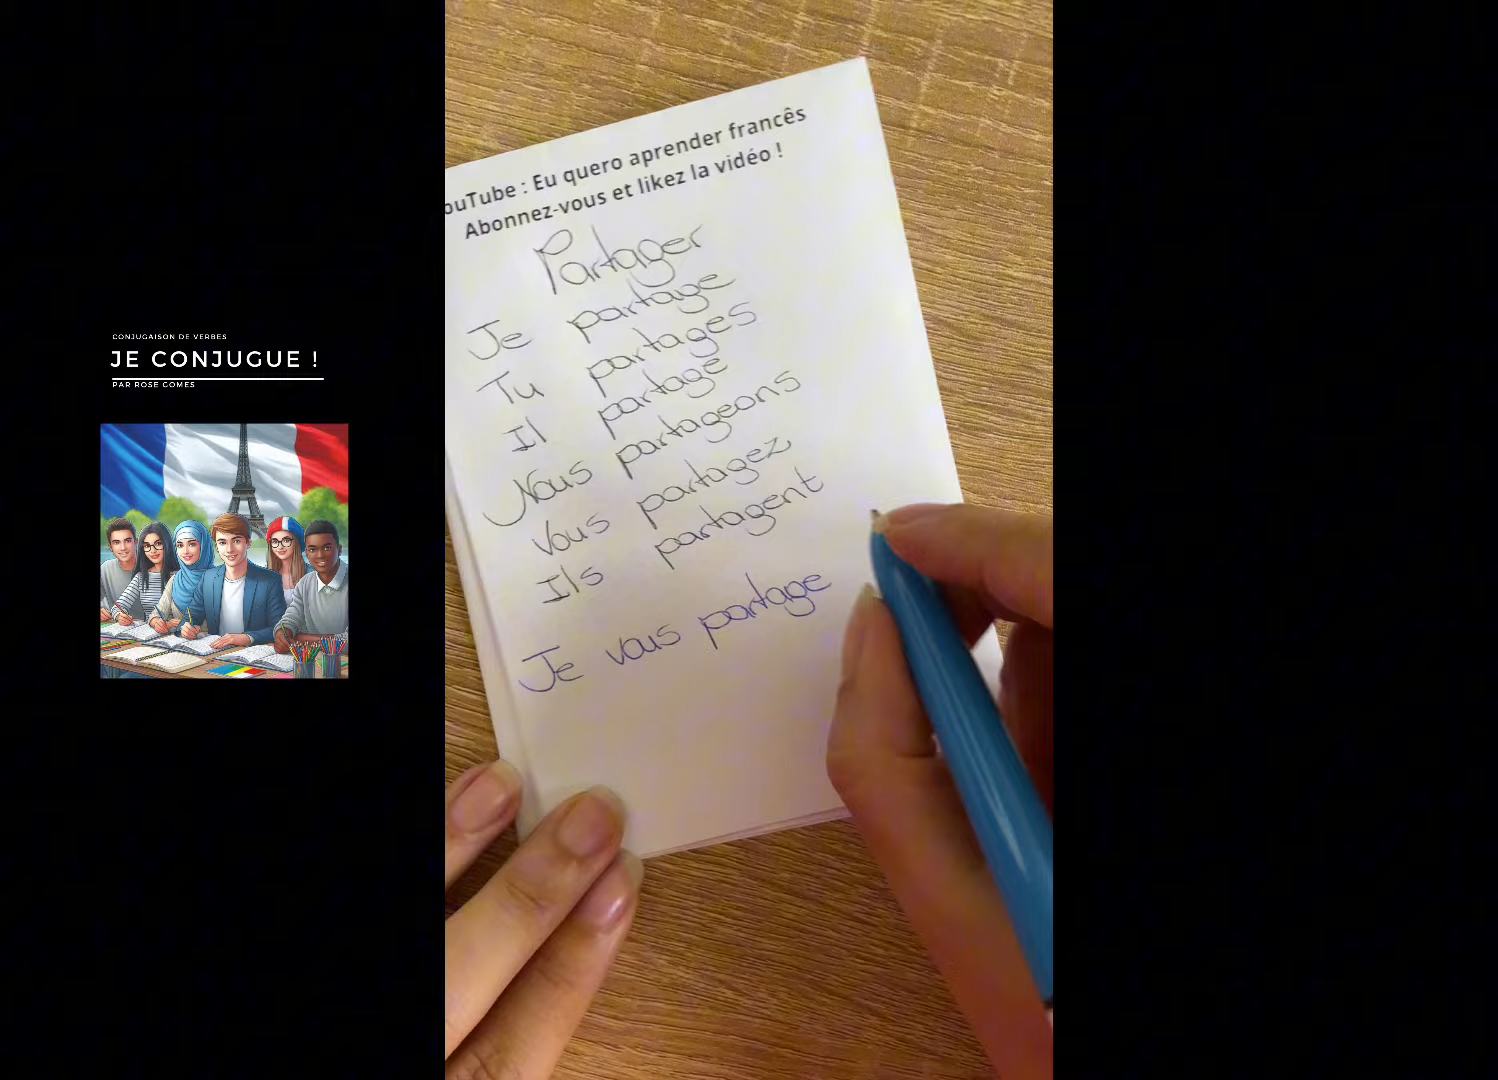 CONJUGAISON DE VERBES
JE CONJUGUE !
PAR ROSE GOMES
ouTube : Eu quero aprender francês
Abonnez-vous et likez la vidéo !
Partager
Je partage
Tu partages
Il partage
Nous partageons
Vous partagez
Ils partagent
Je vous partage